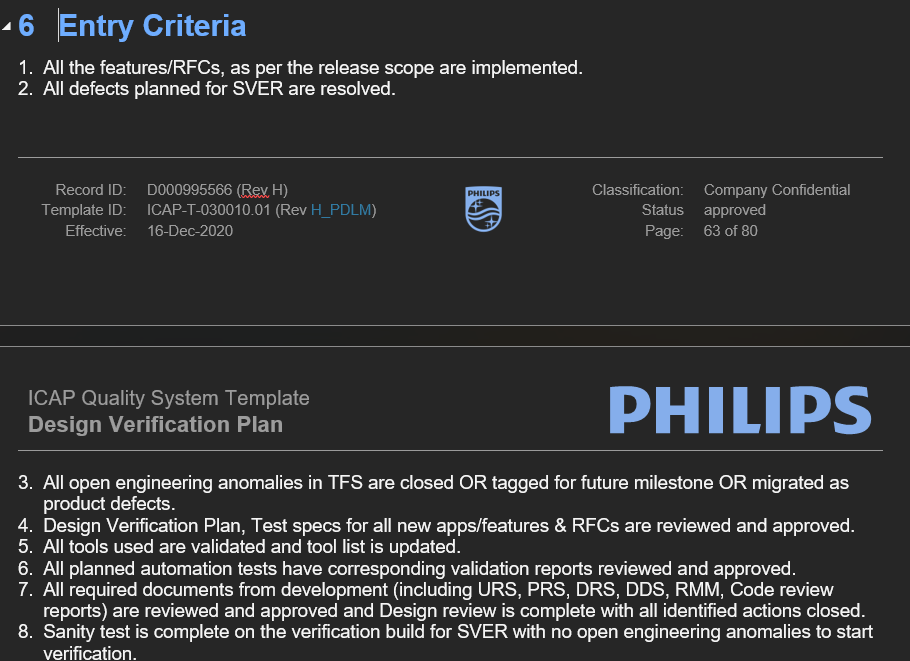 6 Entry Criteria
1. All the features/RFCs, as per the release scope are implemented.
2. All defects planned for SVER are resolved.
Record ID: D000995566 (Rev H)
Template ID: ICAP-T-030010.01 (Rev H_PDLM)
Effective: 16-Dec-2020
PHILIPS
Classification: Company Confidential
Status approved
Page: 63 of 80
ICAP Quality System Template
Design Verification Plan
PHILIPS
3. All open engineering anomalies in TFS are closed OR tagged for future milestone OR migrated as
product defects.
4. Design Verification Plan, Test specs for all new apps/features & RFCs are reviewed and approved.
5. All tools used are validated and tool list is updated.
6. All planned automation tests have corresponding validation reports reviewed and approved.
7. All required documents from development (including URS, PRS, DRS, DDS, RMM, Code review
reports) are reviewed and approved and Design review is complete with all identified actions closed.
8. Sanity test is complete on the verification build for SVER with no open engineering anomalies to start
verification.